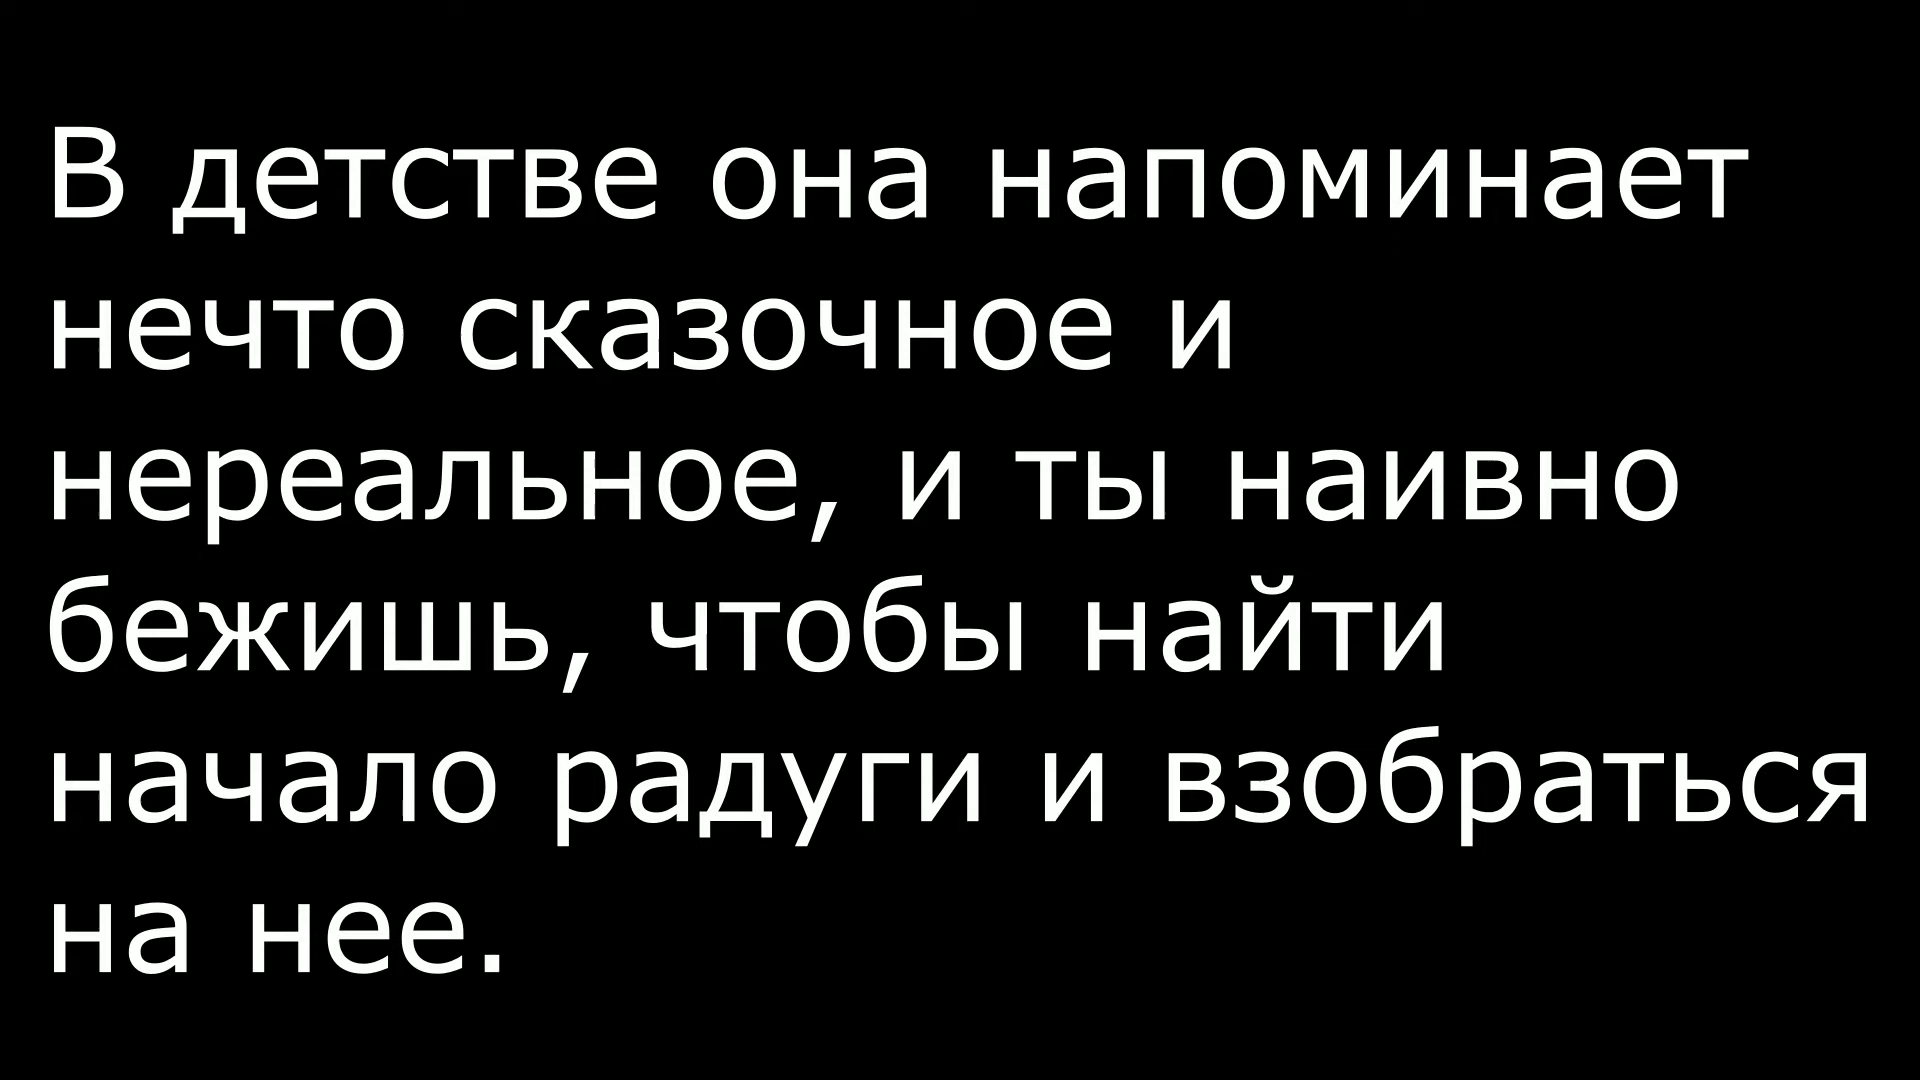 В детстве она напоминает
нечто сказочное и
нереальное, и ты наивно
бежишь, чтобы найти
начало радуги и взобраться
на нее.